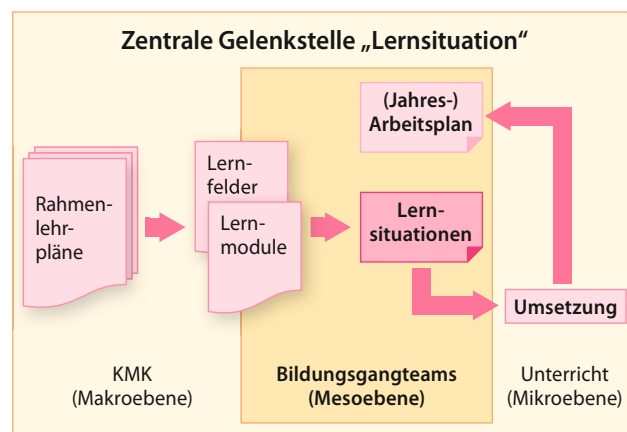 Zentrale Gelenkstelle „Lernsituation“
(Jahres-)
Arbeitsplan
Rahmen-
lehr-
pläne
Lern-
felder
Lern-
module
Lern-
situationen
Umsetzung
KMK
(Makroebene)
Bildungsgangteams
(Mesoebene)
Unterricht
(Mikroebene)